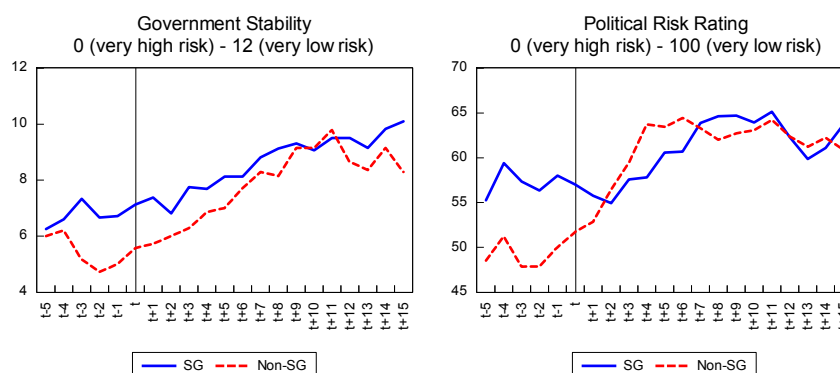 Government Stability
0 (very high risk) - 12 (very low risk)
12
10
8
6
4
t-5
t-4
t-3
t-2
t-1
t
t+1
t+2
t+3
t+4
t+5
t+6
t+7
t+8
t+9
t+10
t+11
t+12
t+13
t+14
t+15
SG
Non-SG
Political Risk Rating
0 (very high risk) - 100 (very low risk)
70
65
60
55
50
45
t-5
t-4
t-3
t-2
t-1
t
t+1
t+2
t+3
t+4
t+5
t+6
t+7
t+8
t+9
t+10
t+11
t+12
t+13
t+14
SG
Non-SG